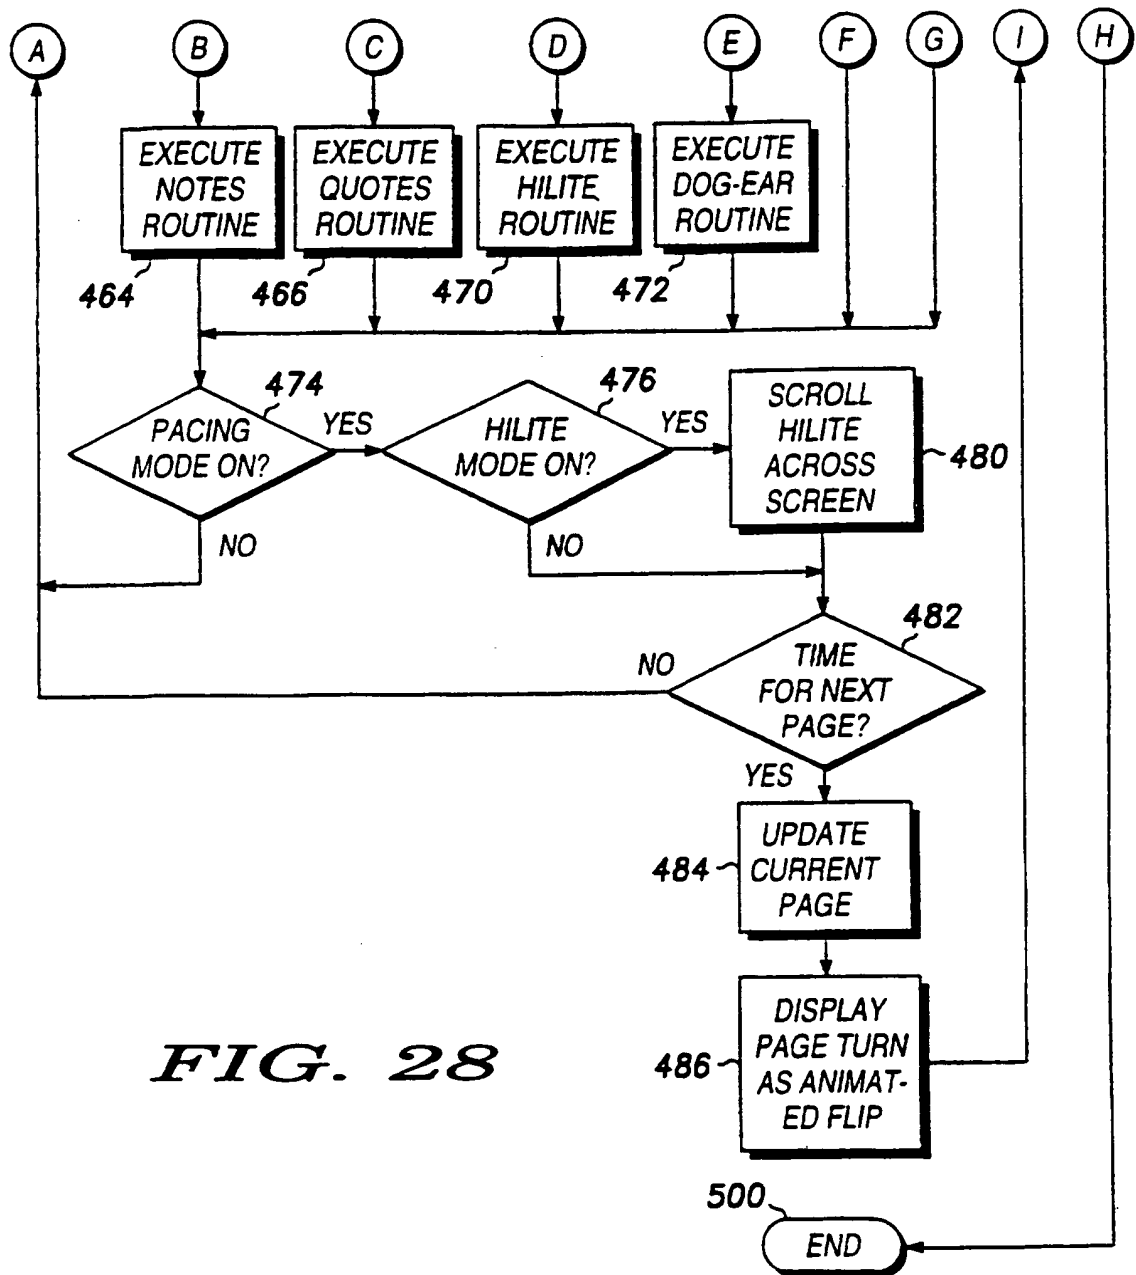 A B C D E F G I H
EXECUTE
NOTES
ROUTINE
EXECUTE
QUOTES
ROUTINE
EXECUTE
HILITE
ROUTINE
EXECUTE
DOG-EAR
ROUTINE
464
466
470
472
474
PACING
MODE ON?
YES
NO
476
HILITE
MODE ON?
YES
NO
SCROLL
HILITE
ACROSS
SCREEN
480
482
TIME
FOR NEXT
PAGE?
NO
YES
484
UPDATE
CURRENT
PAGE
486
DISPLAY
PAGE TURN
AS ANIMAT-
ED FLIP
FIG. 28
500
END